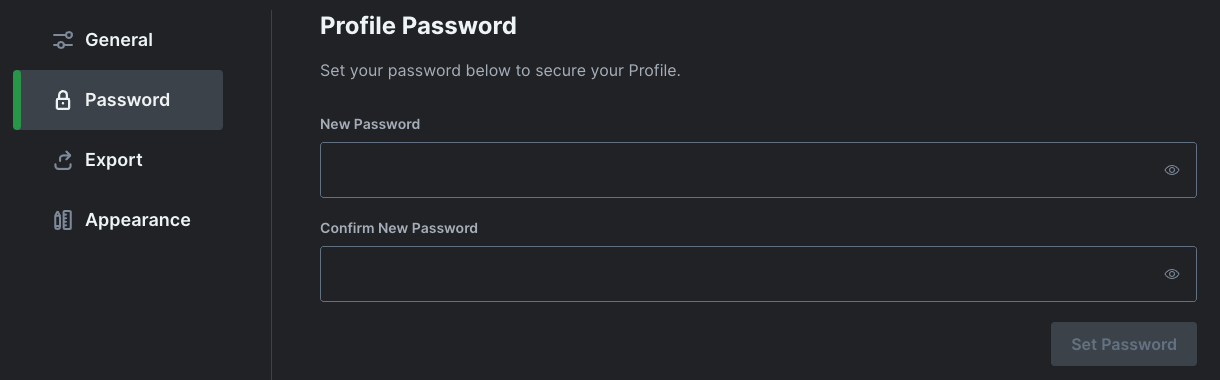 General
Password
Export
Appearance
Profile Password
Set your password below to secure your Profile.
New Password
Confirm New Password
Set Password